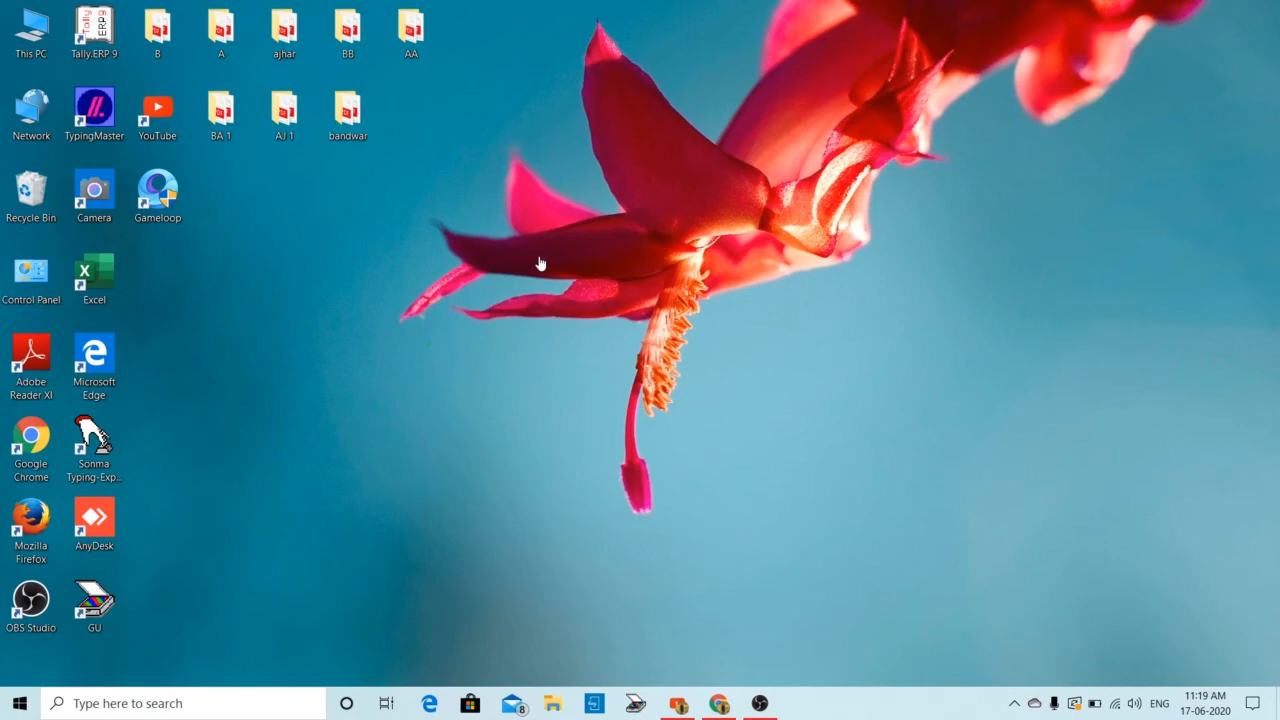 This PC
Tally.ERP 9
B
A
ajhar
BB
AA
Network
TypingMaster
YouTube
BA 1
AJ 1
bandwar
Recycle Bin
Camera
Gameloop
Control Panel
Excel
Adobe
Reader XI
Microsoft
Edge
Google
Chrome
Sonma
Typing-Exp...
Mozilla
Firefox
AnyDesk
OBS Studio
GU
Type here to search
8
ENG
11:19 AM
17-06-2020